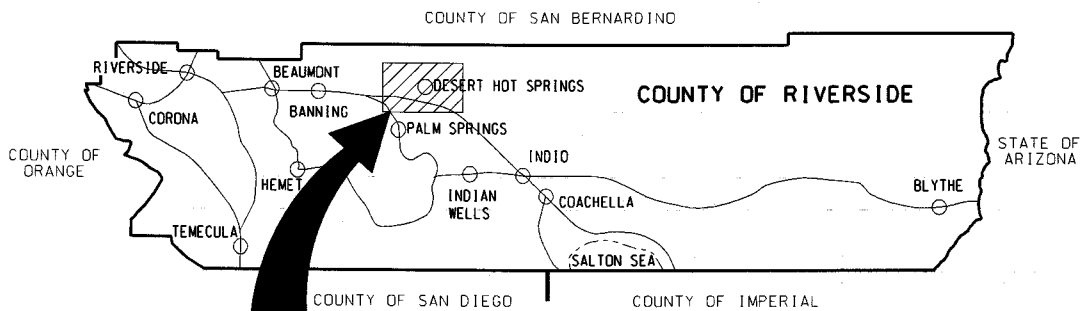 COUNTY OF SAN BERNARDINO
RIVERSIDE
BEAUMONT
DESERT HOT SPRINGS
COUNTY OF RIVERSIDE
CORONA
BANNING
PALM SPRINGS
COUNTY OF
ORANGE
STATE OF
ARIZONA
INDIO
HEMET
INDIAN
WELLS
COACHELLA
BLYTHE
TEMECULA
SALTON SEA
COUNTY OF SAN DIEGO
COUNTY OF IMPERIAL